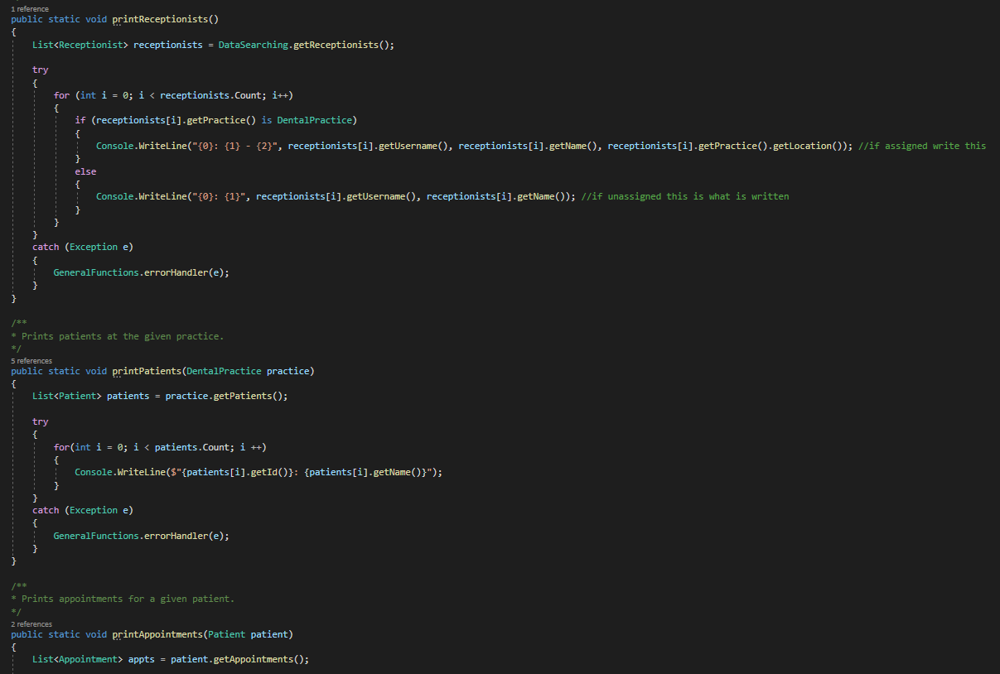 1 reference
public static void printReceptionists()
{
List<Receptionist> receptionists = DataSearching.getReceptionists();
try
{
for (int i = 0; i < receptionists.Count; i++)
{
if (receptionists[i].getPractice() is DentalPractice)
{
Console.WriteLine("{0}: {1} - {2}", receptionists[i].getUsername(), receptionists[i].getName(), receptionists[i].getPractice().getLocation()); //if assigned write this
}
else
{
Console.WriteLine("{0}: {1}", receptionists[i].getUsername(), receptionists[i].getName()); //if unassigned this is what is written
}
}
}
catch (Exception e)
{
GeneralFunctions.errorHandler(e);
}
}
/**
* Prints patients at the given practice.
*/
5 references
public static void printPatients(DentalPractice practice)
{
List<Patient> patients = practice.getPatients();
try
{
for(int i = 0; i < patients.Count; i ++)
{
Console.WriteLine($"{patients[i].getId()}: {patients[i].getName()}");
}
}
catch (Exception e)
{
GeneralFunctions.errorHandler(e);
}
}
/**
* Prints appointments for a given patient.
*/
2 references
public static void printAppointments(Patient patient)
{
List<Appointment> appts = patient.getAppointments();